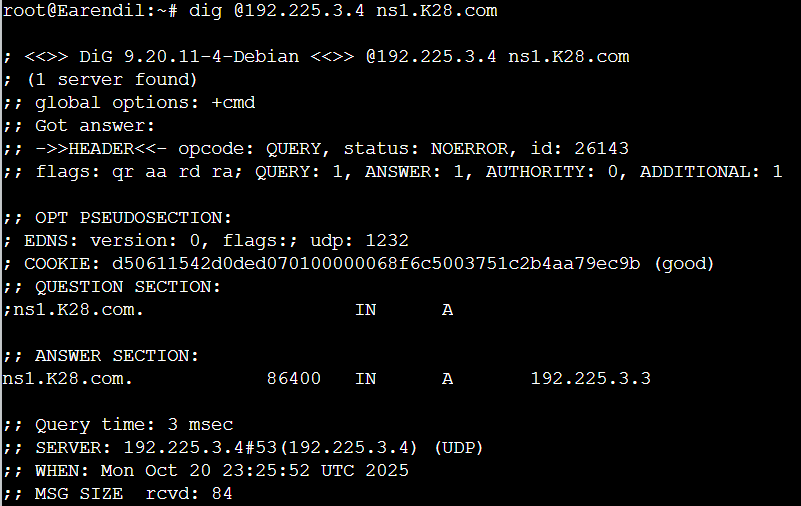 root@Earendil:~# dig @192.225.3.4 ns1.K28.com
; <<>> DiG 9.20.11-4-Debian <<>> @192.225.3.4 ns1.K28.com
; (1 server found)
;; global options: +cmd
;; Got answer:
;; ->>HEADER<<- opcode: QUERY, status: NOERROR, id: 26143
;; flags: qr aa rd ra; QUERY: 1, ANSWER: 1, AUTHORITY: 0, ADDITIONAL: 1
;; OPT PSEUDOSECTION:
; EDNS: version: 0, flags:; udp: 1232
; COOKIE: d50611542d0ded070100000068f6c5003751c2b4aa79ec9b (good)
;; QUESTION SECTION:
;ns1.K28.com. IN A
;; ANSWER SECTION:
ns1.K28.com. 86400 IN A 192.225.3.3
;; Query time: 3 msec
;; SERVER: 192.225.3.4#53(192.225.3.4) (UDP)
;; WHEN: Mon Oct 20 23:25:52 UTC 2025
;; MSG SIZE rcvd: 84